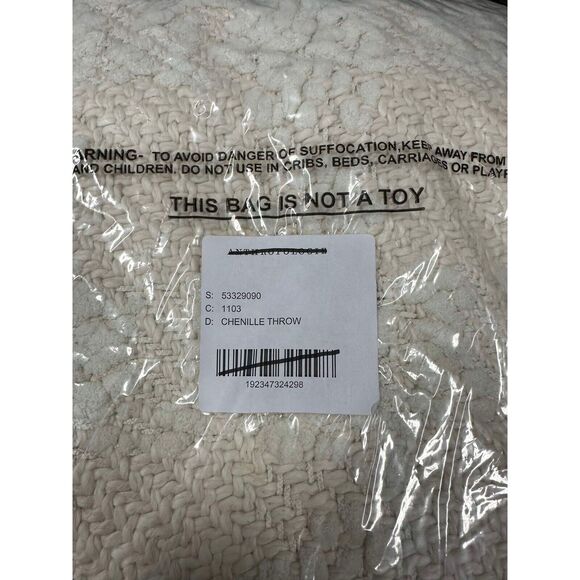 ARNING- TO AVOID DANGER OF SUFFOCATION,KEEP AWAY FROM
AND CHILDREN. DO NOT USE IN CRIBS, BEDS, CARRIAGES OR PLAYP
THIS BAG IS NOT A TOY
ANTHROPOLOGIE
S: 53329090
C: 1103
D: CHENILLE THROW
192347324298